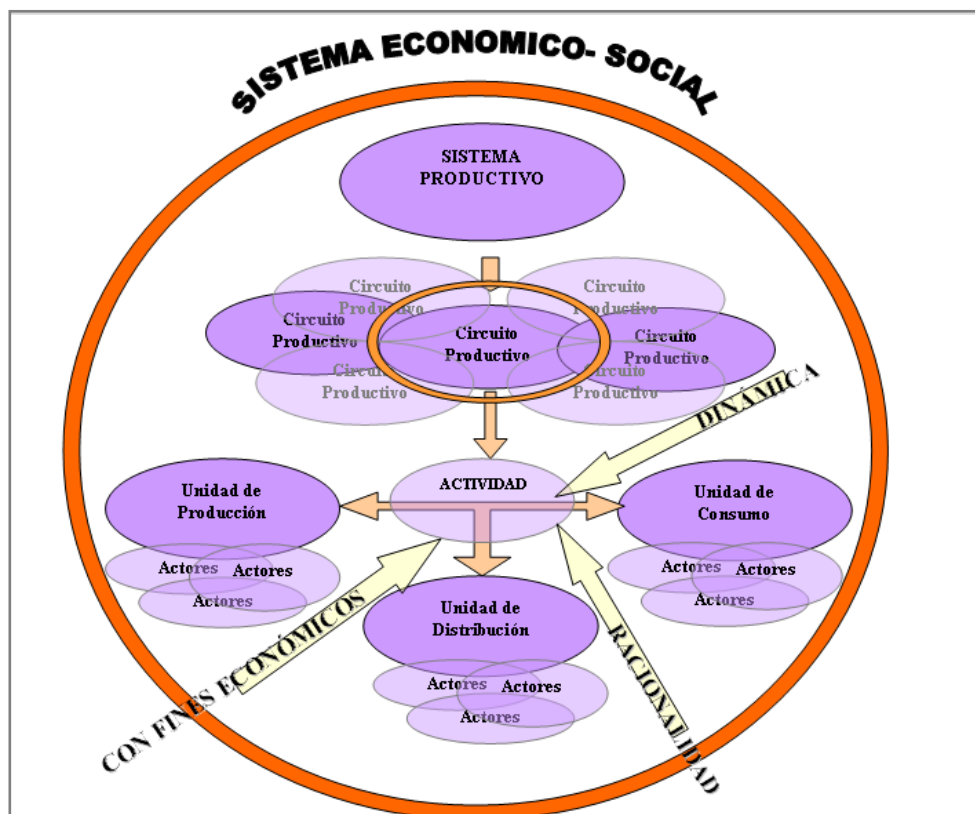 SISTEMA ECONOMICO- SOCIAL
SISTEMA
PRODUCTIVO
Circuito
Productivo
Circuito
Productivo
Circuito
Productivo
Circuito
Productivo
Circuito
Productivo
Circuito
Productivo
Circuito
Productivo
DINÁMICA
ACTIVIDAD
Unidad de
Producción
Unidad de
Consumo
Actores
Actores
Actores
Actores
Actores
Actores
Unidad de
Distribución
Actores
Actores
Actores
CON FINES ECONÓMICOS
RACIONALIDAD